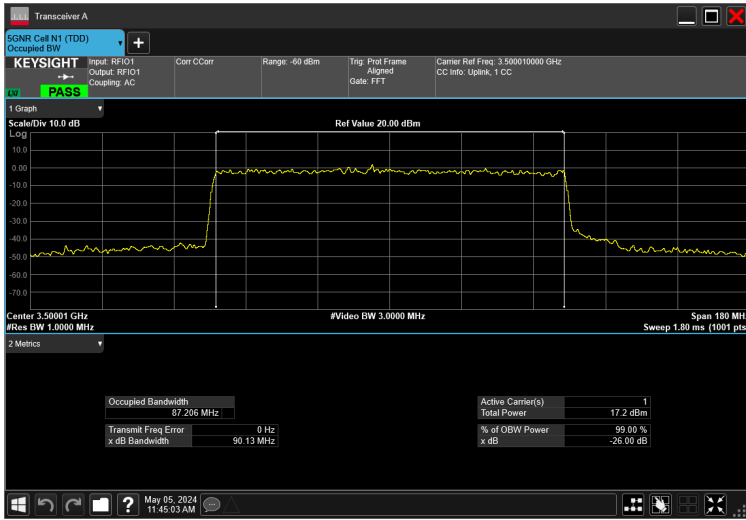 Transceiver A
5GNR Cell N1 (TDD)
Occupied BW
KEYSIGHT
Input: RFIO1
Output: RFIO1
Coupling: AC
Corr CCorr
Range: -60 dBm
Trig: Prot Frame
Aligned
Gate: FFT
Carrier Ref Freq: 3.500010000 GHz
CC Info: Uplink, 1 CC
LXI
PASS
1 Graph
Scale/Div 10.0 dB
Ref Value 20.00 dBm
Log
10.0
0.00
-10.0
-20.0
-30.0
-40.0
-50.0
-60.0
-70.0
Center 3.50001 GHz
#Video BW 3.0000 MHz
Span 180 MH
#Res BW 1.0000 MHz
Sweep 1.80 ms (1001 pts
2 Metrics
Occupied Bandwidth
87.206 MHz
Transmit Freq Error 0 Hz
x dB Bandwidth 90.13 MHz
Active Carrier(s) 1
Total Power 17.2 dBm
% of OBW Power 99.00 %
x dB -26.00 dB
May 05, 2024
11:45:03 AM